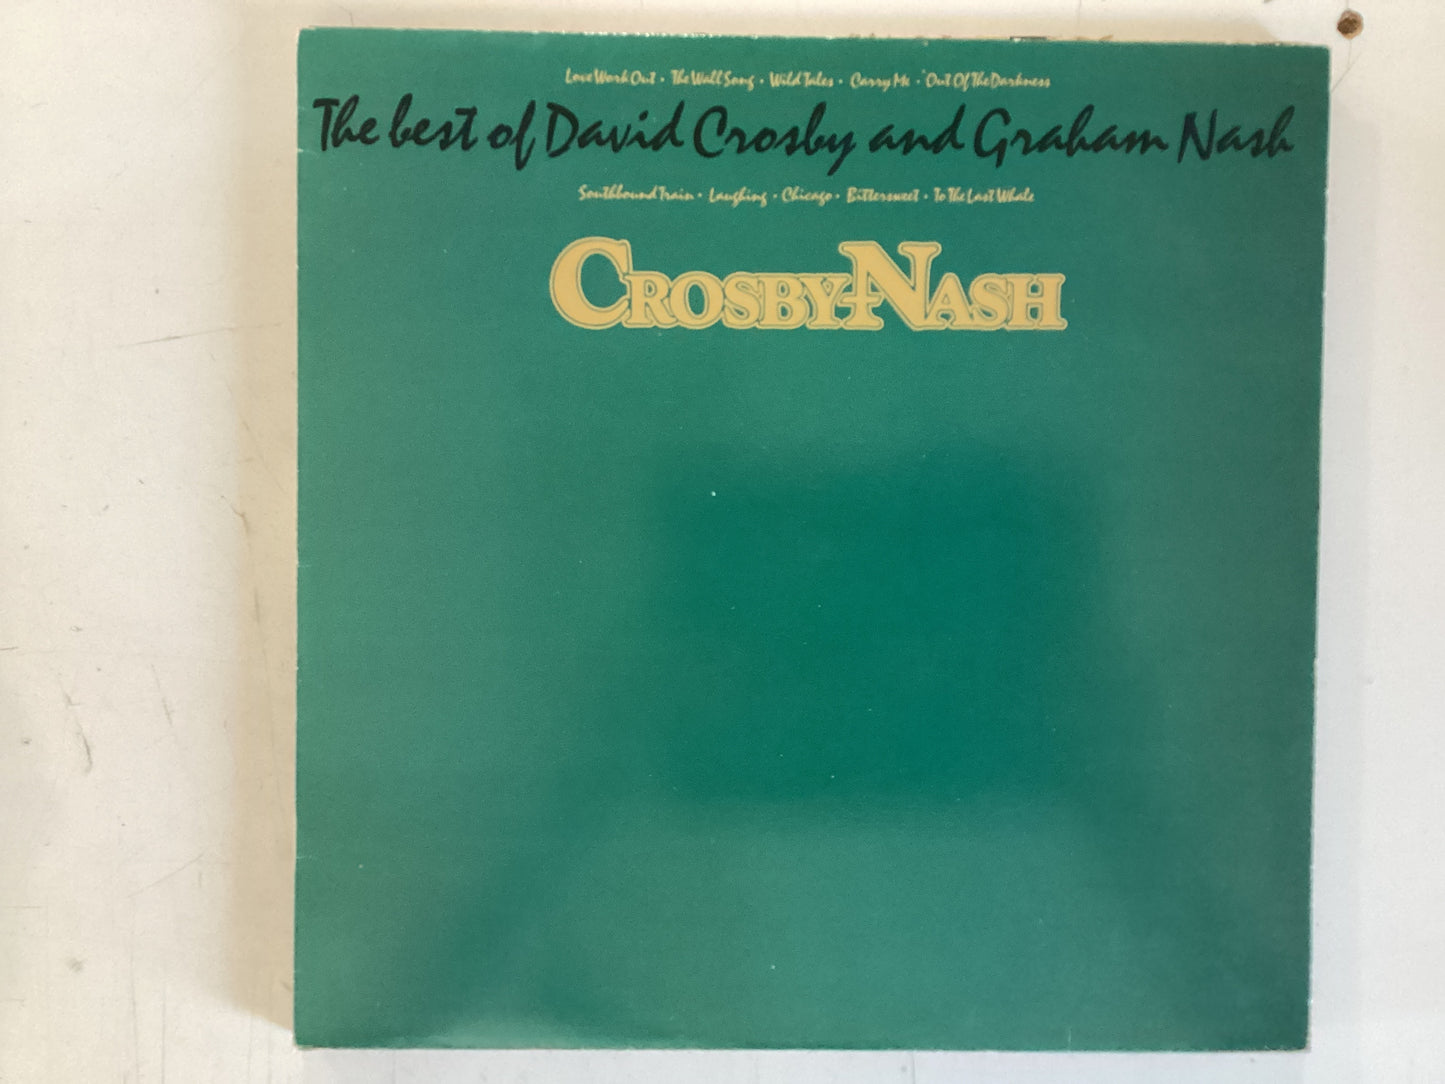 Love Work Out • The Wall Song • Wild Tales • Carry Me • Out Of The Darkness
The best of David Crosby and Graham Nash
Southbound Train • Laughing • Chicago • Bittersweet • To The Last Whale
CROSBY-NASH